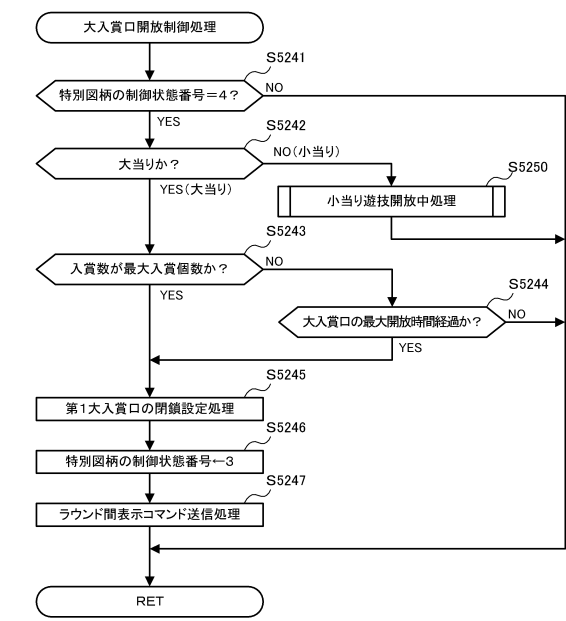 大入賞口開放制御処理
S5241
特別図柄の制御状態番号＝4？
NO
YES
S5242
大当りか？
NO(小当り)
YES(大当り)
S5250
小当り遊技開放中処理
S5243
入賞数が最大入賞個数か？
NO
YES
S5244
大入賞口の最大開放時間経過か？
NO
YES
S5245
第1大入賞口の閉鎖設定処理
S5246
特別図柄の制御状態番号←3
S5247
ラウンド間表示コマンド送信処理
RET